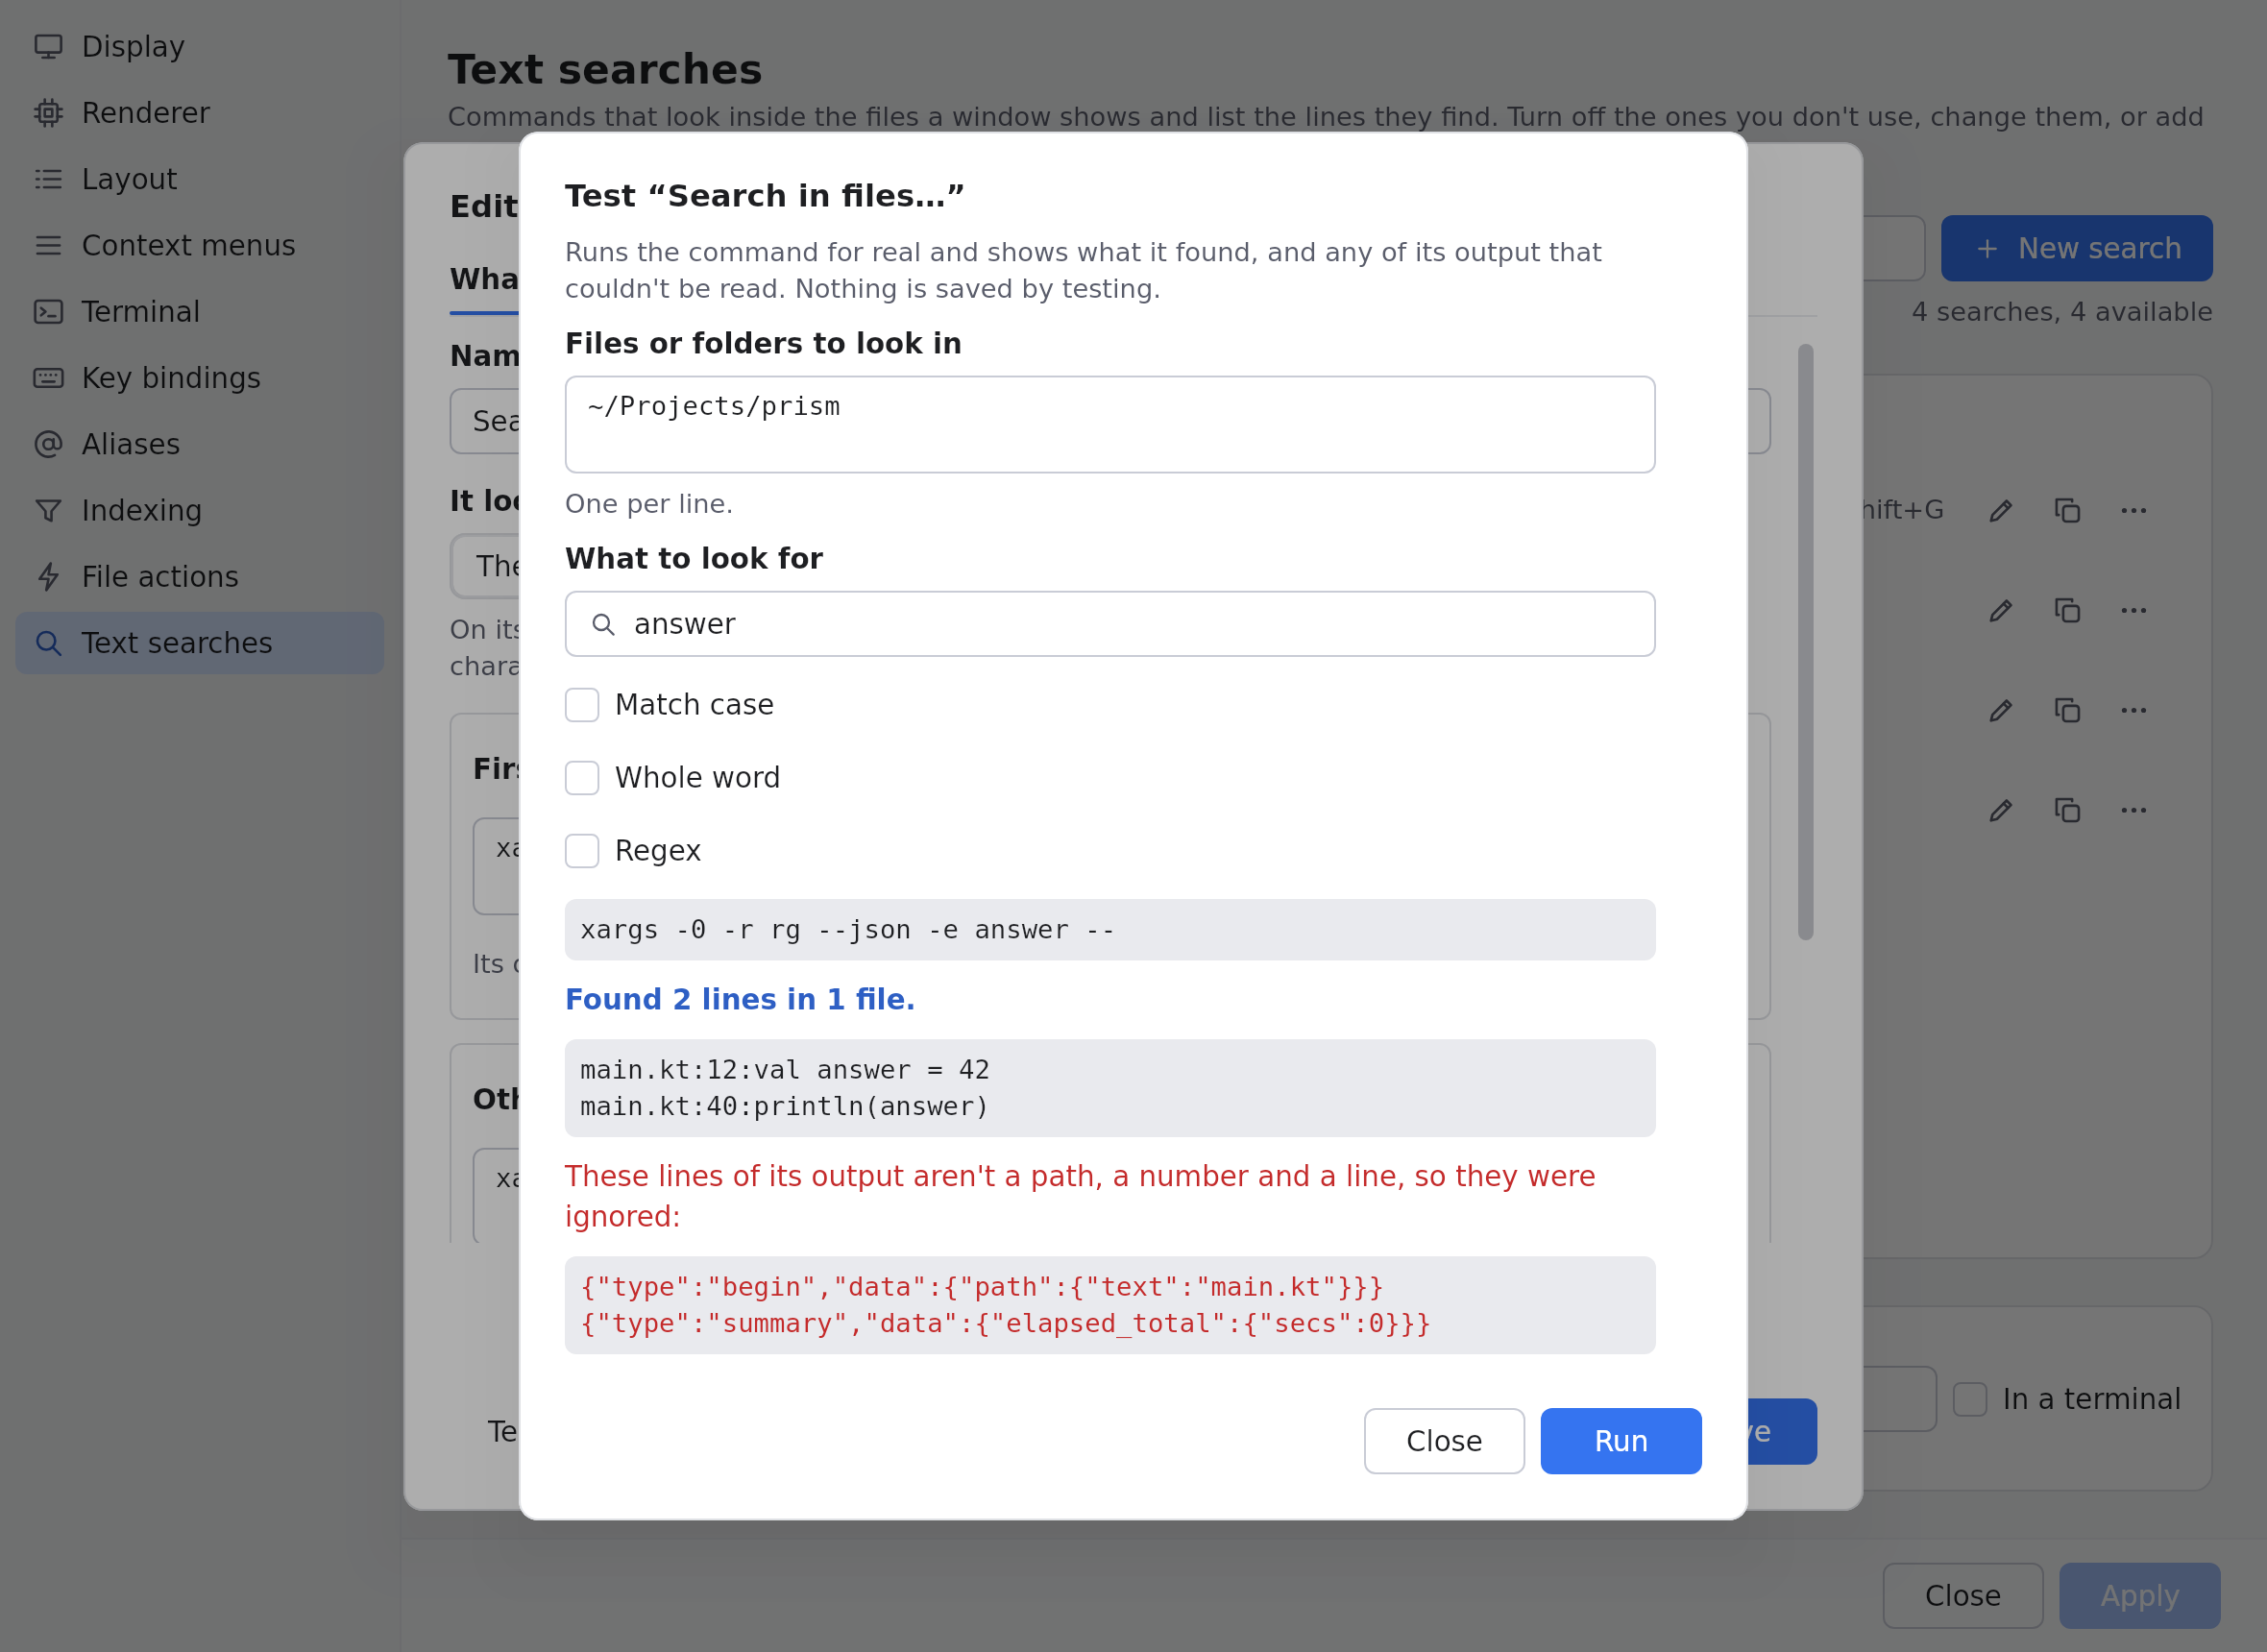 Display
Renderer
Layout
Context menus
Terminal
Key bindings
Aliases
Indexing
File actions
Text searches
Text searches
Commands that look inside the files a window shows and list the lines they find. Turn off the ones you don't use, change them, or add
New search
4 searches, 4 available
Edit
In a terminal
Close
Apply
Test “Search in files…”
Runs the command for real and shows what it found, and any of its output that
couldn't be read. Nothing is saved by testing.
Files or folders to look in
~/Projects/prism
One per line.
What to look for
answer
Match case
Whole word
Regex
xargs -0 -r rg --json -e answer --
Found 2 lines in 1 file.
main.kt:12:val answer = 42
main.kt:40:println(answer)
These lines of its output aren't a path, a number and a line, so they were
ignored:
{"type":"begin","data":{"path":{"text":"main.kt"}}}
{"type":"summary","data":{"elapsed_total":{"secs":0}}}
Close
Run